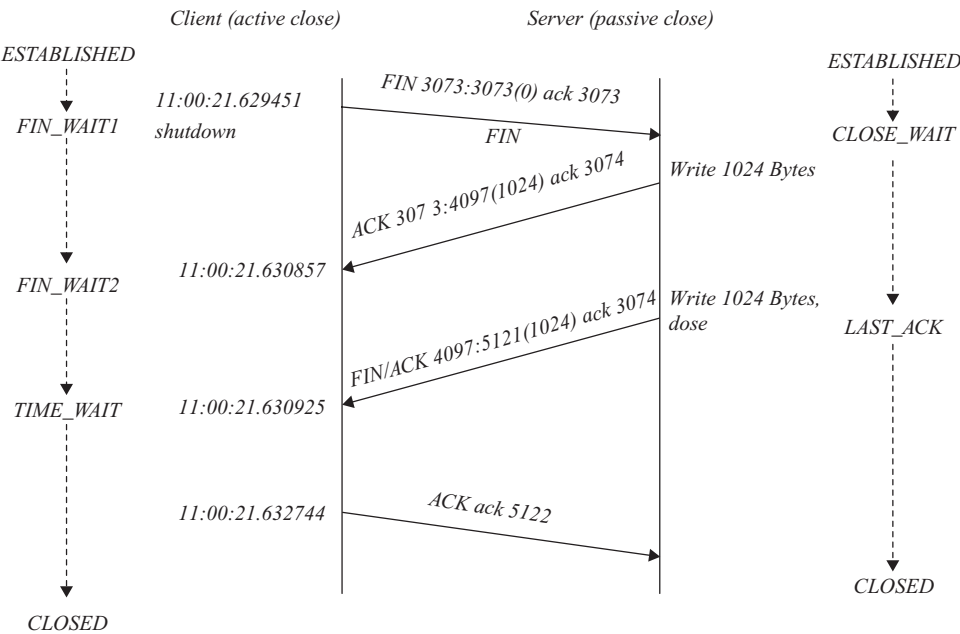 Client (active close)
Server (passive close)
ESTABLISHED
ESTABLISHED
FIN 3073:3073(0) ack 3073
11:00:21.629451
shutdown
FIN_WAIT1
FIN
CLOSE_WAIT
Write 1024 Bytes
ACK 307 3:4097(1024) ack 3074
11:00:21.630857
FIN_WAIT2
Write 1024 Bytes,
dose
FIN/ACK 4097:5121(1024) ack 3074
LAST_ACK
11:00:21.630925
TIME_WAIT
ACK ack 5122
11:00:21.632744
CLOSED
CLOSED